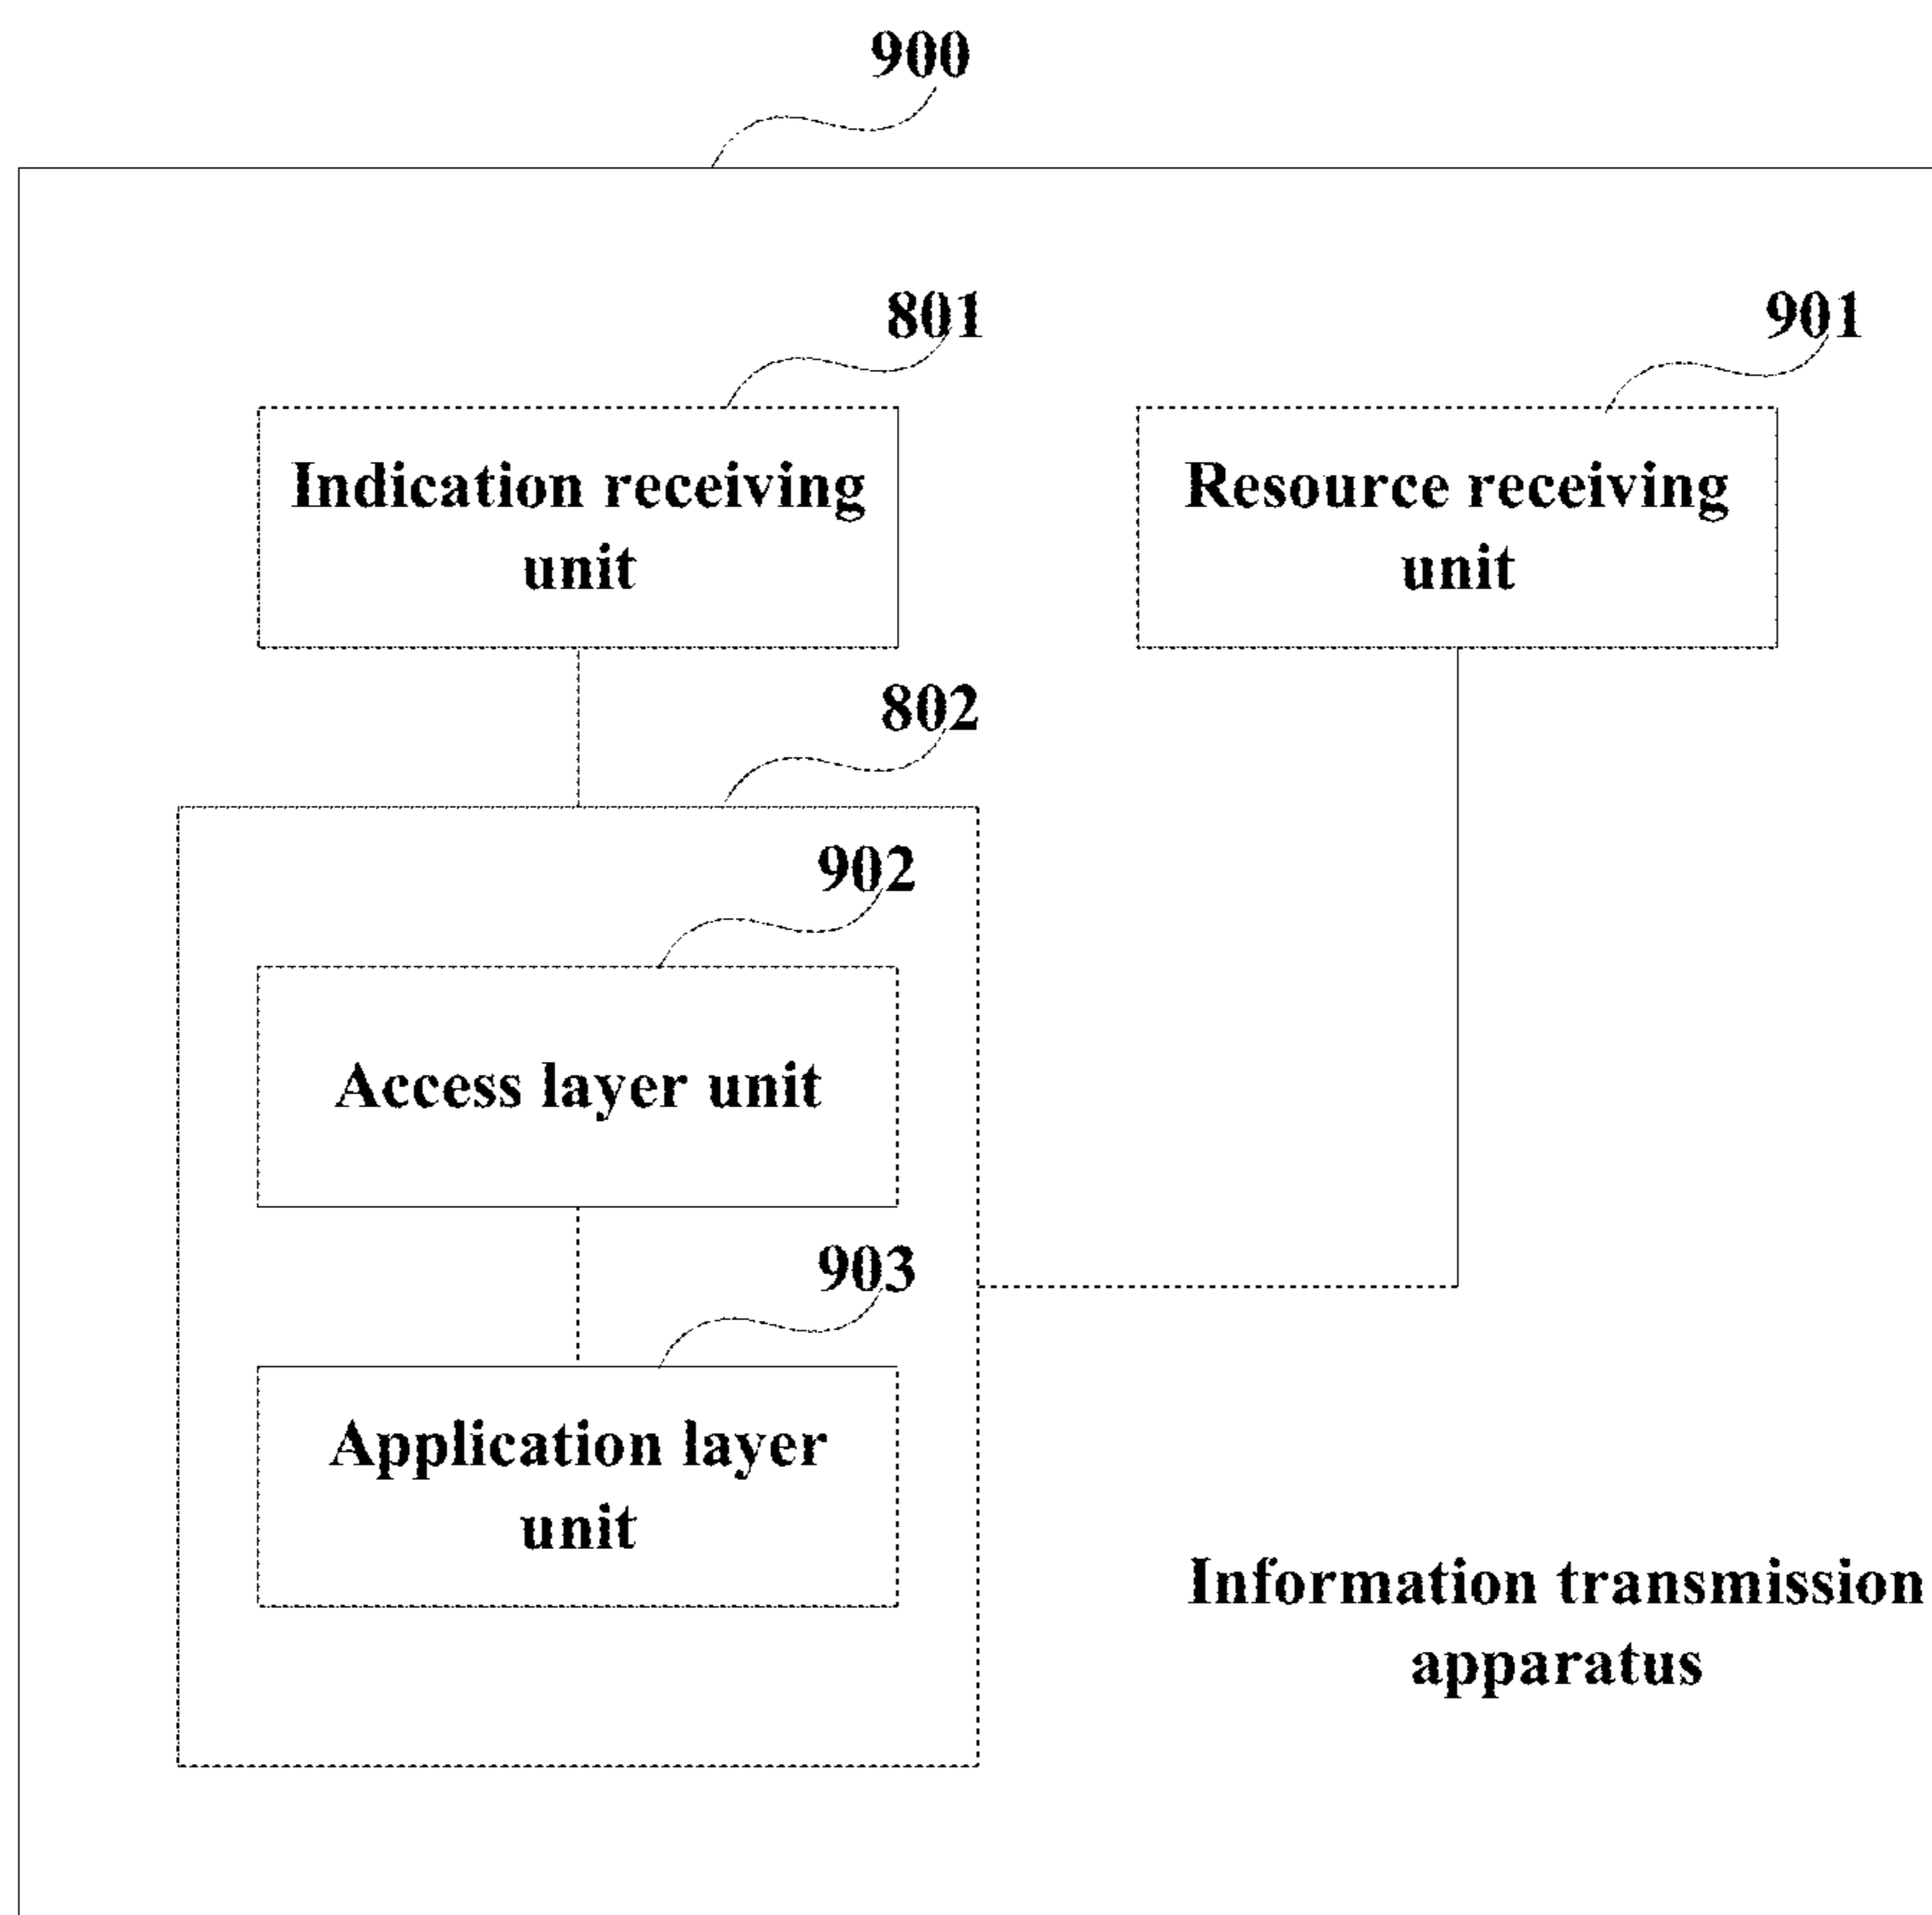 900
801
901
Indication receiving
unit
Resource receiving
unit
802
902
Access layer unit
903
Application layer
unit
Information transmission
apparatus